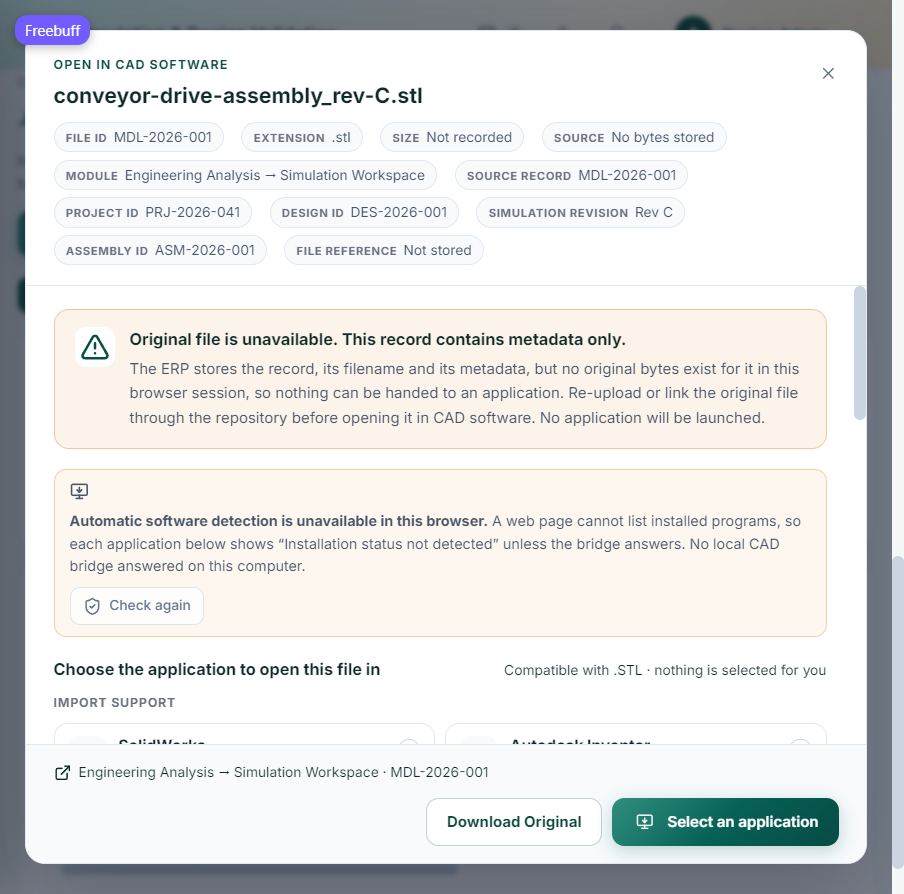 Freebuff
OPEN IN CAD SOFTWARE
conveyor-drive-assembly_rev-C.stl
FILE ID MDL-2026-001 EXTENSION .stl SIZE Not recorded SOURCE No bytes stored
MODULE Engineering Analysis → Simulation Workspace SOURCE RECORD MDL-2026-001
PROJECT ID PRJ-2026-041 DESIGN ID DES-2026-001 SIMULATION REVISION Rev C
ASSEMBLY ID ASM-2026-001 FILE REFERENCE Not stored
Original file is unavailable. This record contains metadata only.
The ERP stores the record, its filename and its metadata, but no original bytes exist for it in this
browser session, so nothing can be handed to an application. Re-upload or link the original file
through the repository before opening it in CAD software. No application will be launched.
Automatic software detection is unavailable in this browser. A web page cannot list installed programs, so
each application below shows “Installation status not detected” unless the bridge answers. No local CAD
bridge answered on this computer.
Check again
Choose the application to open this file in Compatible with .STL · nothing is selected for you
IMPORT SUPPORT
SolidWorks Autodesk Inventor
Engineering Analysis → Simulation Workspace · MDL-2026-001
Download Original Select an application